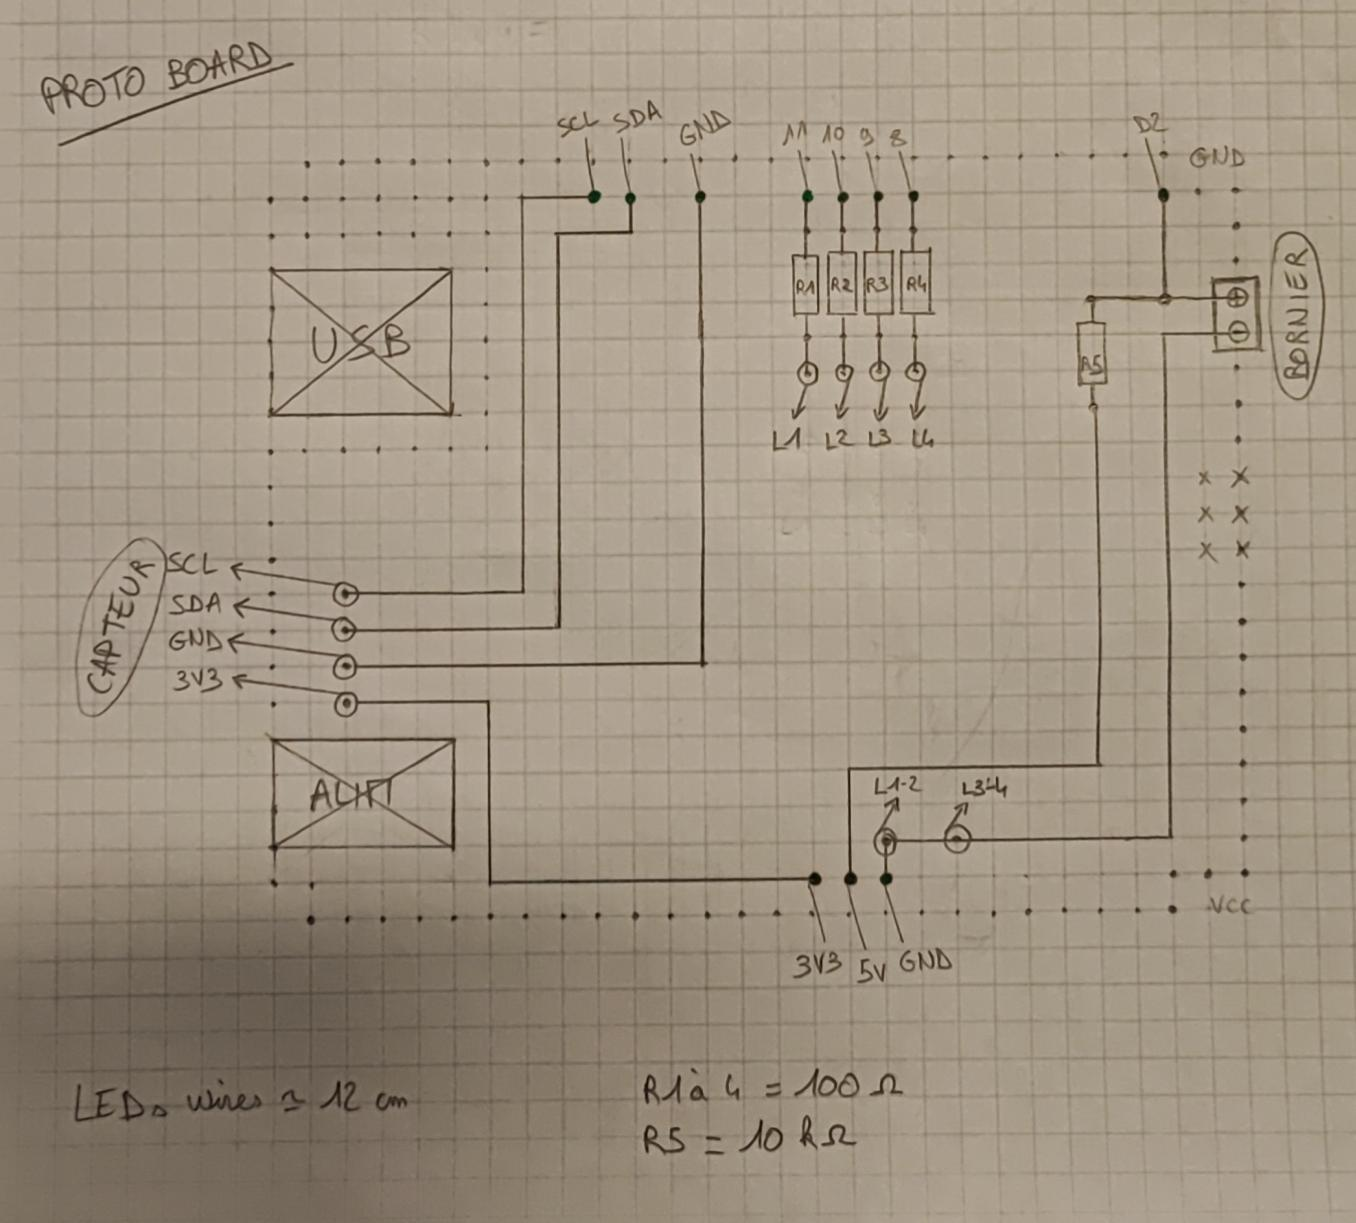 PROTO BOARD
SCL SDA GND 11 10 9 8 D2
GND
R1 R2 R3 R4
USB
R5
BORNIER
L1 L2 L3 L4
CAPTEUR
SCL
SDA
GND
3V3
ALIM
L1-2 L3-4
VCC
3V3 5V GND
LEDs wires ≃ 12 cm
R1 à 4 = 100 Ω
R5 = 10 kΩ